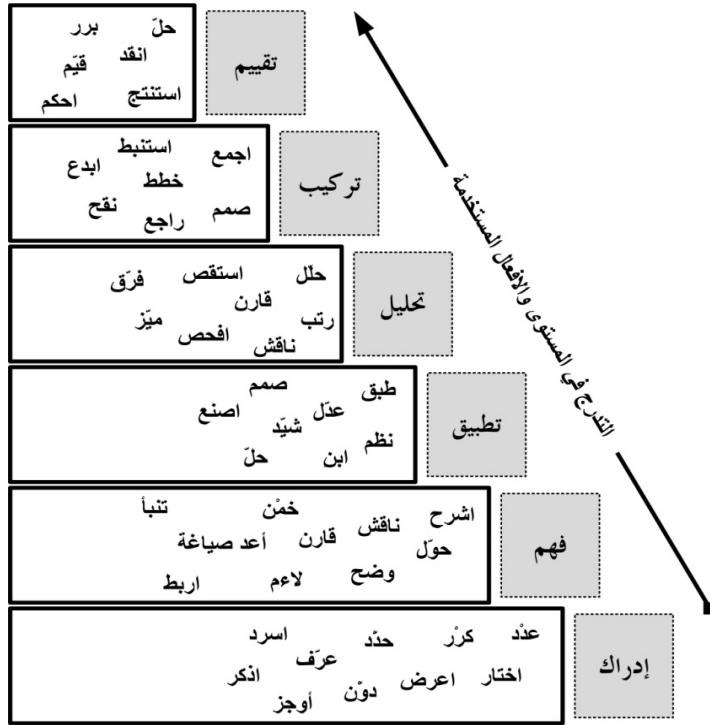 تقييم
حلّ برر
انقد قيّم
استنتج احكم
تركيب
اجمع استنبط ابدع
خطط
صمم راجع نقح
تحليل
حلّل استقص فرّق
قارن
رتب افحص ميّز
ناقش
تطبيق
طبق صمم
عدّل اصنع
شيّد
نظم ابن حلّ
فهم
اشرح خمّن تنبأ
ناقش قارن أعد صياغة
حوّل
وضح لاءم اربط
إدراك
عدّد كرّر حدّد اسرد
عرّف
اختار اعرض اذكر
دوّن أوجز
التدرج في المستوى والافعال المستخدمة